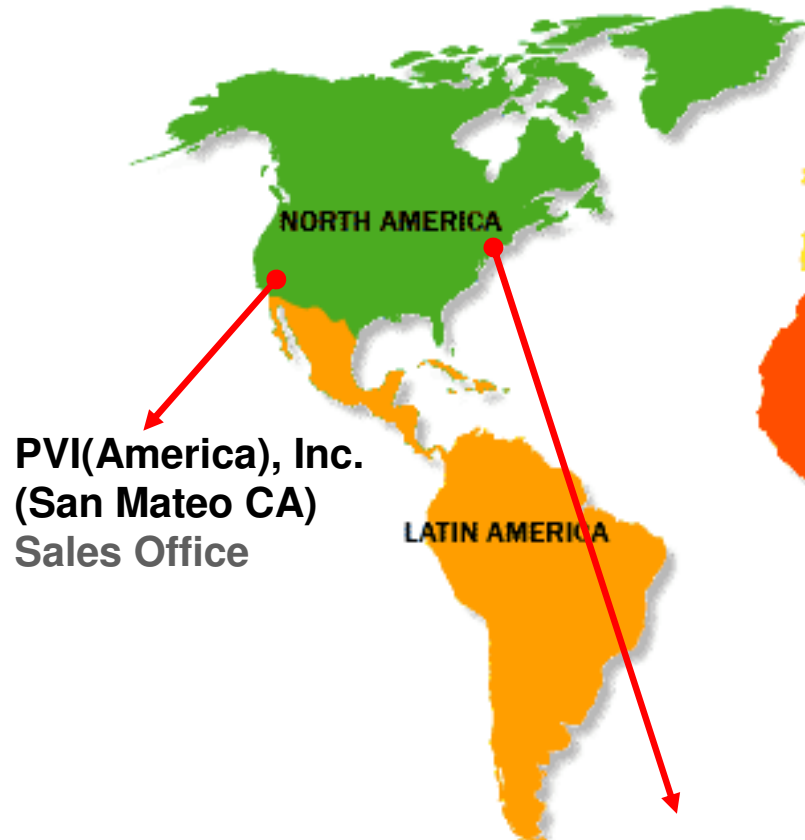 NORTH AMERICA
PVI(America), Inc.
(San Mateo CA)
Sales Office
LATIN AMERICA